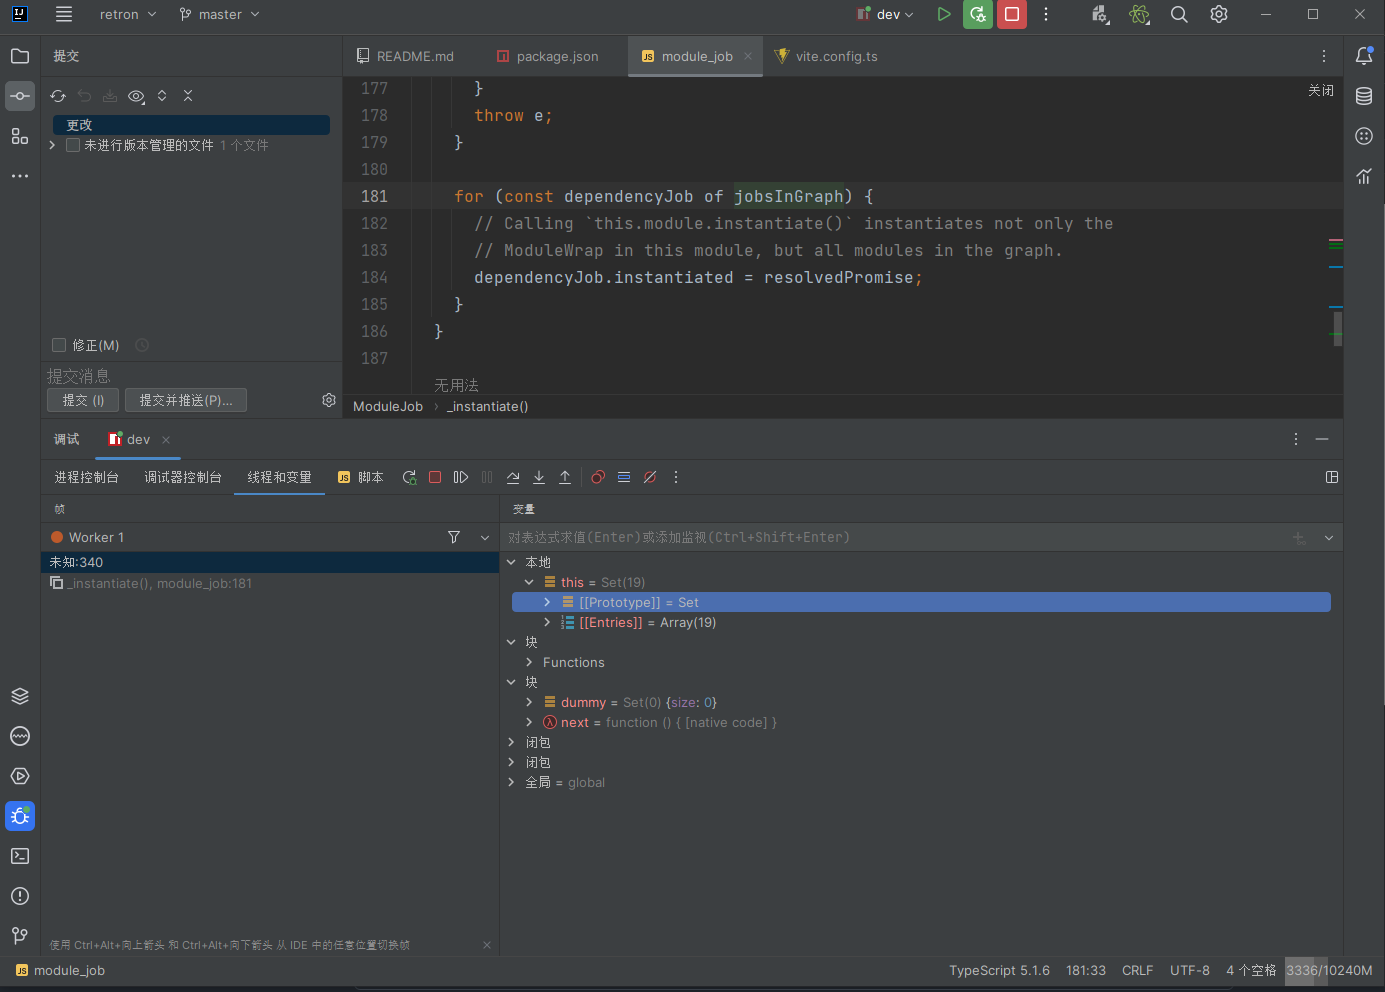 retron
master
dev
提交
README.md
package.json
module_job
vite.config.ts
更改
未进行版本管理的文件 1 个文件
修正(M)
提交消息
提交 (I)
提交并推送(P)...
关闭
177 }
178 throw e;
179 }
180
181 for (const dependencyJob of jobsInGraph) {
182 // Calling `this.module.instantiate()` instantiates not only the
183 // ModuleWrap in this module, but all modules in the graph.
184 dependencyJob.instantiated = resolvedPromise;
185 }
186 }
187
无用法
ModuleJob › _instantiate()
调试
dev
进程控制台
调试器控制台
线程和变量
脚本
帧
Worker 1
未知:340
_instantiate(), module_job:181
变量
对表达式求值(Enter)或添加监视(Ctrl+Shift+Enter)
本地
this = Set(19)
[[Prototype]] = Set
[[Entries]] = Array(19)
块
Functions
块
dummy = Set(0) {size: 0}
next = function () { [native code] }
闭包
闭包
全局 = global
使用 Ctrl+Alt+向上箭头 和 Ctrl+Alt+向下箭头 从 IDE 中的任意位置切换帧
module_job
TypeScript 5.1.6
181:33
CRLF
UTF-8
4 个空格
3336/10240M